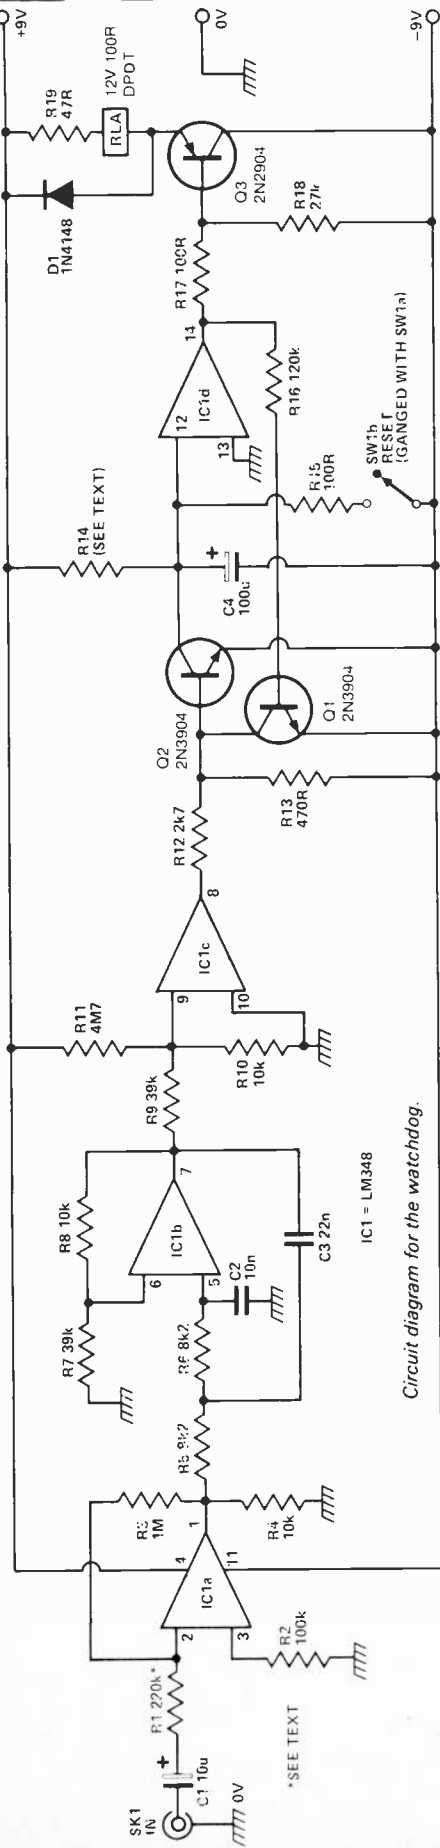 SK1
IN
0V
C1 10u
+
R1 220k*
*SEE TEXT
R2
100k
2
3
4
11
1
IC1a
R3
1M
R4
10k
R5 8k2
R6 8k2
R7 39k
R8 10k
6
5
7
IC1b
C2
10n
C3 22n
R9 39k
R11
4M7
R10
10k
9
10
8
IC1c
IC1 = LM348
Circuit diagram for the watchdog.
R12 2k7
R13
470R
Q2
2N3904
Q1
2N3904
R14
(SEE TEXT)
+
C4
100u
12
13
14
IC1d
R15
100R
R16 120k
SW1b
RESET
(GANGED WITH SW1a)
R17 100R
R18
27k
Q3
2N2904
D1
1N4148
R19
47R
RLA
12V 100R
DPDT
+9V
0V
−9V